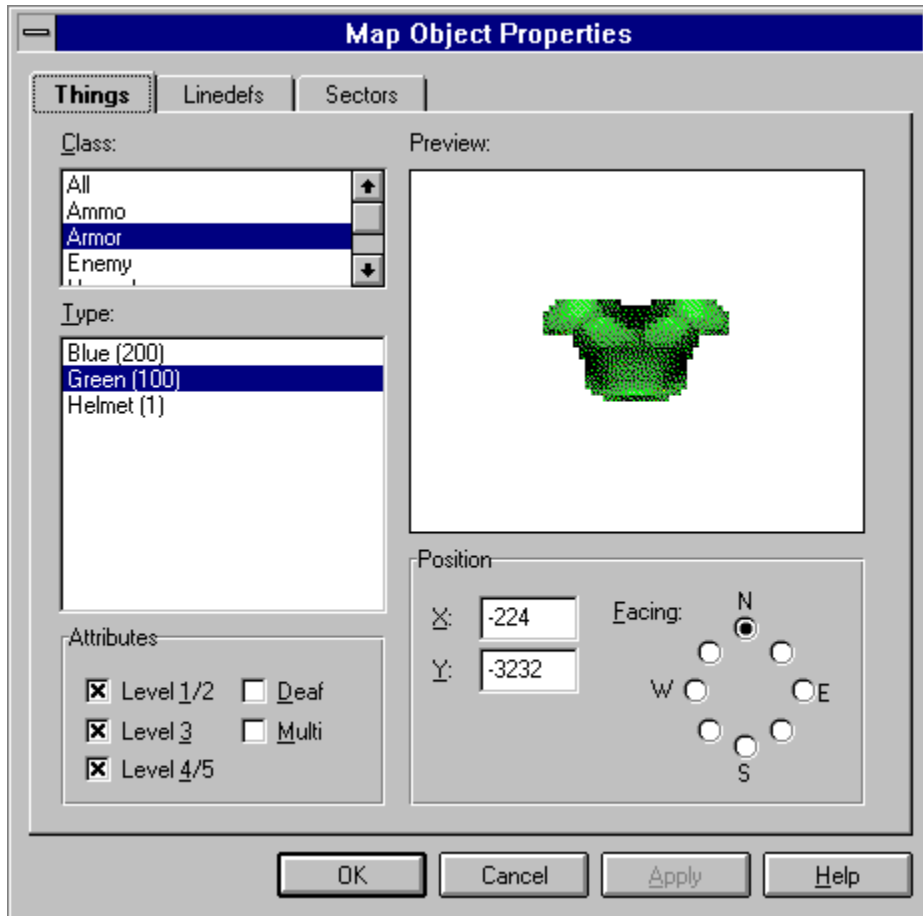 Map Object Properties
Things Linedefs Sectors
Class:
All
Ammo
Armor
Enemy
Type:
Blue (200)
Green (100)
Helmet (1)
Attributes
Level 1/2 Deaf
Level 3 Multi
Level 4/5
Preview:
Position
X: -224
Y: -3232
Facing:
N
W E
S
OK Cancel Apply Help